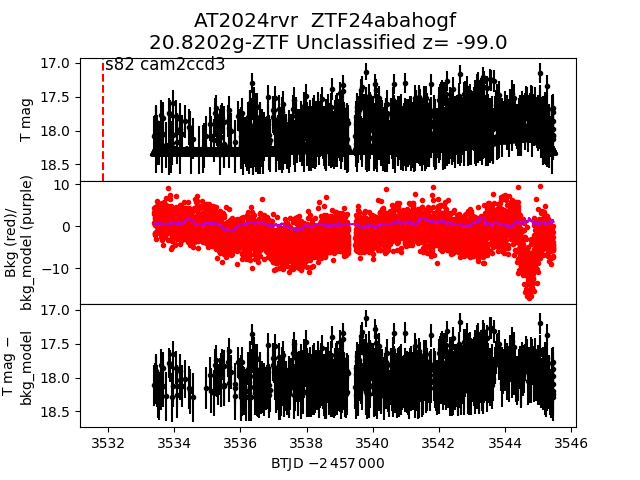 AT2024rvr  ZTF24abahogf
20.8202g-ZTF Unclassified z= -99.0
s82 cam2ccd3
T mag
17.0
17.5
18.0
18.5
Bkg (red)/
bkg_model (purple)
10
0
−10
T mag −
bkg_model
17.0
17.5
18.0
18.5
3532 3534 3536 3538 3540 3542 3544 3546
BTJD −2 457 000